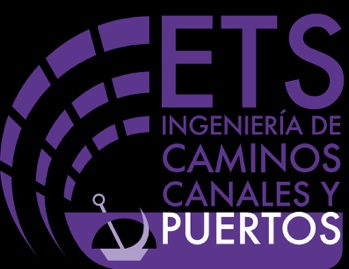 ETS
INGENIERÍA DE
CAMINOS
CANALES Y
PUERTOS